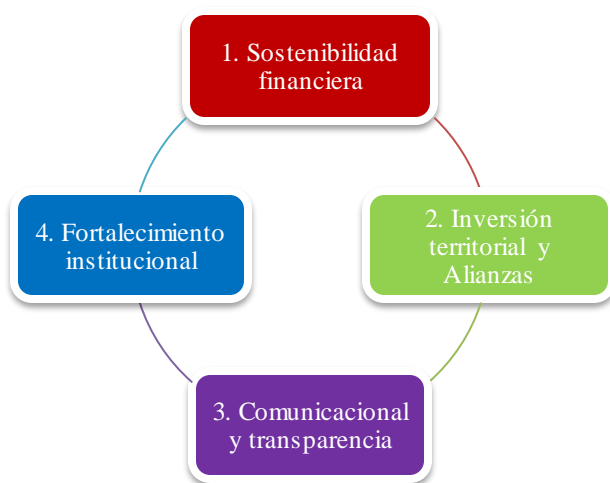 1. Sostenibilidad
financiera
2. Inversión
territorial y
Alianzas
3. Comunicacional
y transparencia
4. Fortalecimiento
institucional